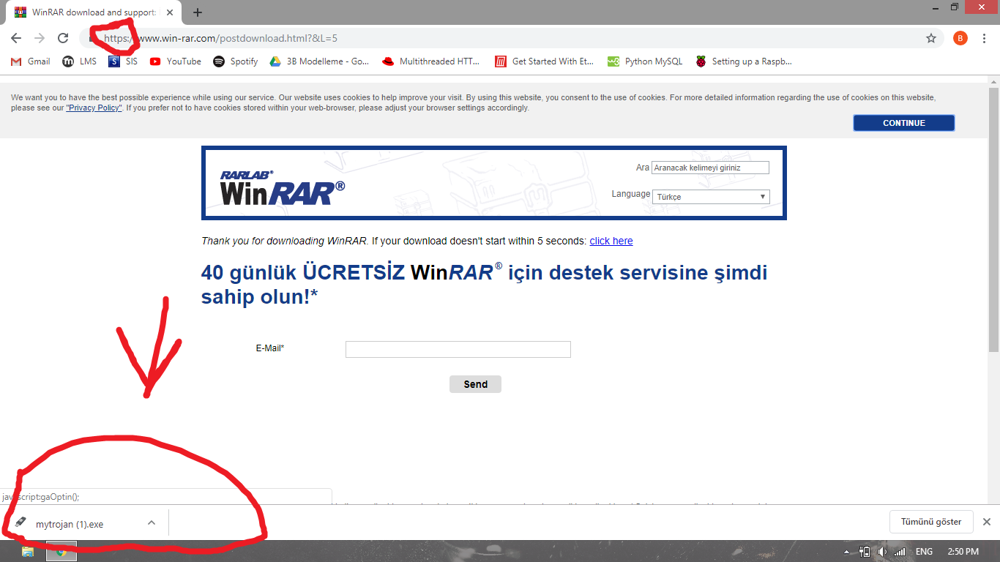 WinRAR download and support:
https://www.win-rar.com/postdownload.html?&L=5
B
Gmail
LMS
S SIS
YouTube
Spotify
3B Modelleme - Go...
Multithreaded HTT...
Get Started With Et...
Python MySQL
Setting up a Raspb...
We want you to have the best possible experience while using our service. Our website uses cookies to help improve your visit. By using this website, you consent to the use of cookies. For more detailed information regarding the use of cookies on this website,
please see our "Privacy Policy". If you prefer not to have cookies stored within your web-browser, please adjust your browser settings accordingly.
CONTINUE
RARLAB®
WinRAR®
Ara Aranacak kelimeyi giriniz
Language Türkçe
Thank you for downloading WinRAR. If your download doesn't start within 5 seconds: click here
40 günlük ÜCRETSİZ WinRAR® için destek servisine şimdi
sahip olun!*
E-Mail*
Send
javascript:gaOptin();
mytrojan (1).exe
Tümünü göster
ENG
2:50 PM